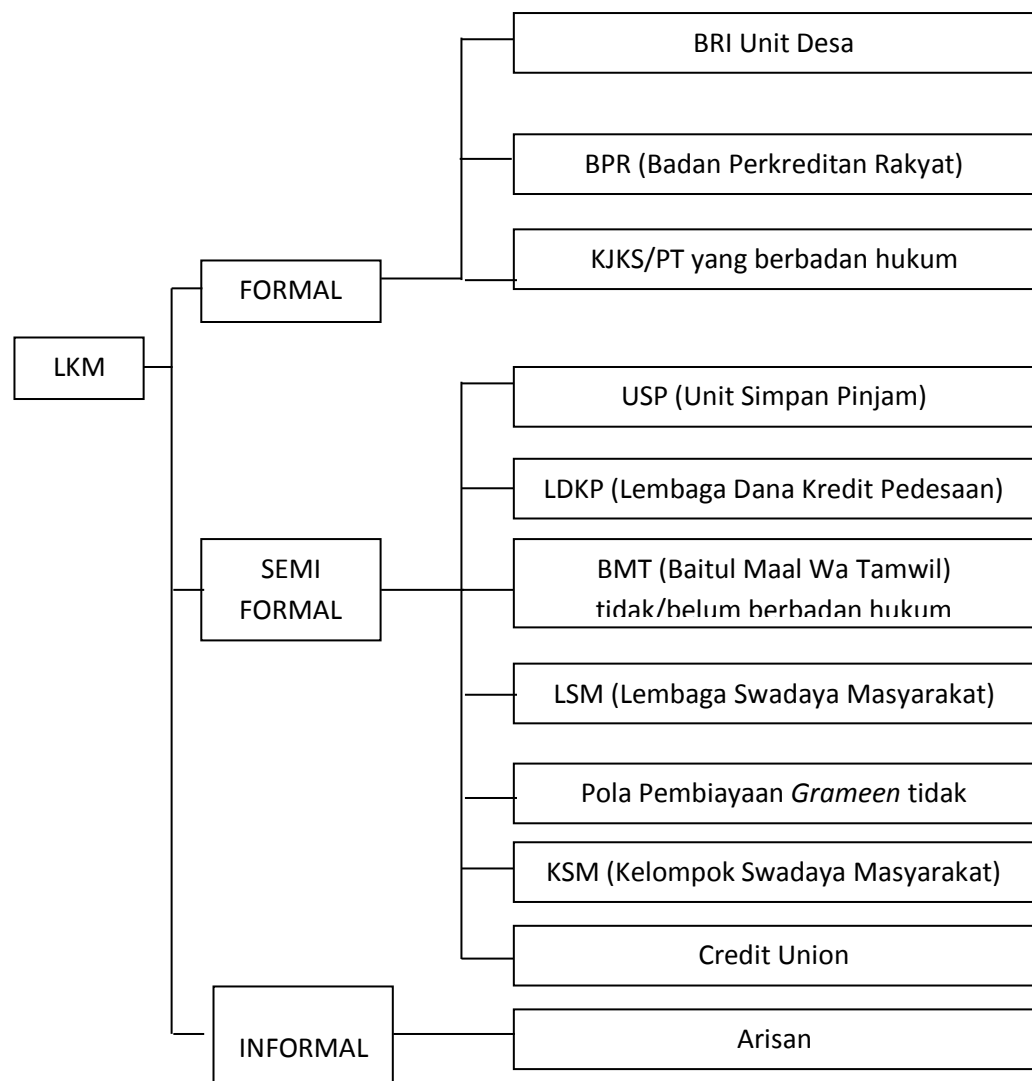 BRI Unit Desa
BPR (Badan Perkreditan Rakyat)
KJKS/PT yang berbadan hukum
FORMAL
LKM
USP (Unit Simpan Pinjam)
LDKP (Lembaga Dana Kredit Pedesaan)
SEMI
FORMAL
BMT (Baitul Maal Wa Tamwil)
tidak/belum berbadan hukum
LSM (Lembaga Swadaya Masyarakat)
Pola Pembiayaan Grameen tidak
KSM (Kelompok Swadaya Masyarakat)
Credit Union
INFORMAL
Arisan